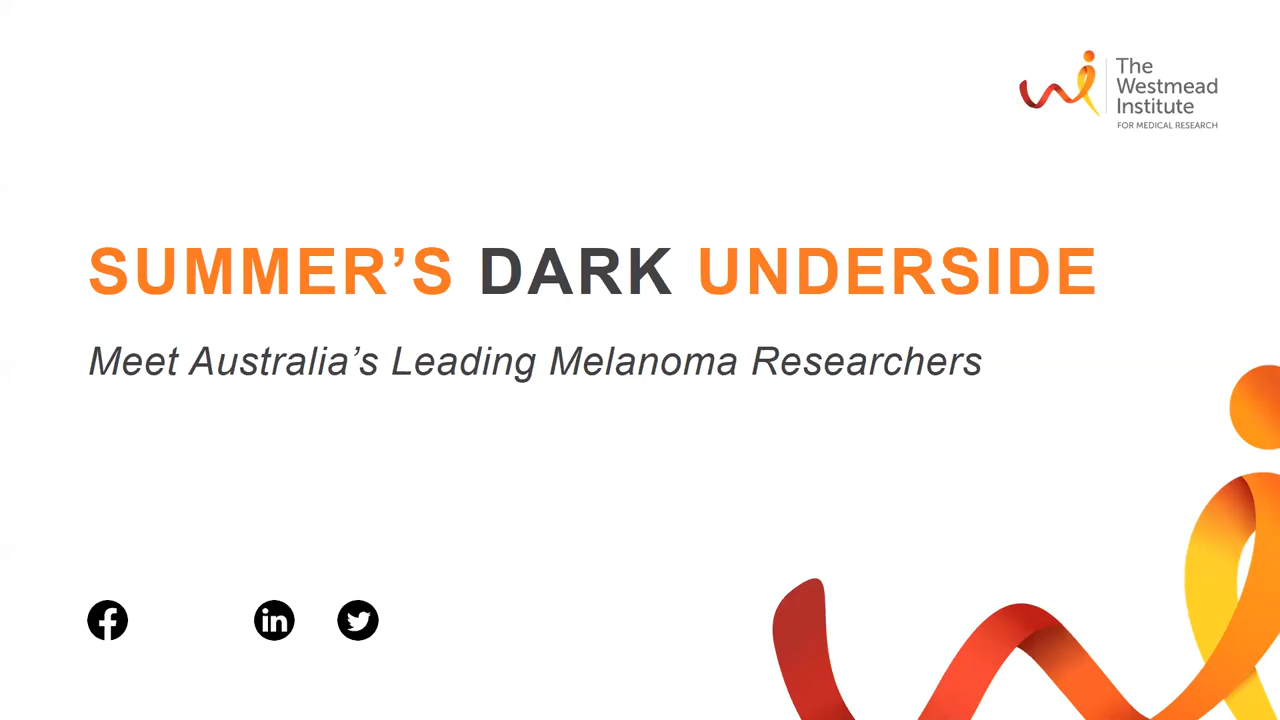 The
Westmead
Institute
FOR MEDICAL RESEARCH
SUMMER’S DARK UNDERSIDE
Meet Australia’s Leading Melanoma Researchers